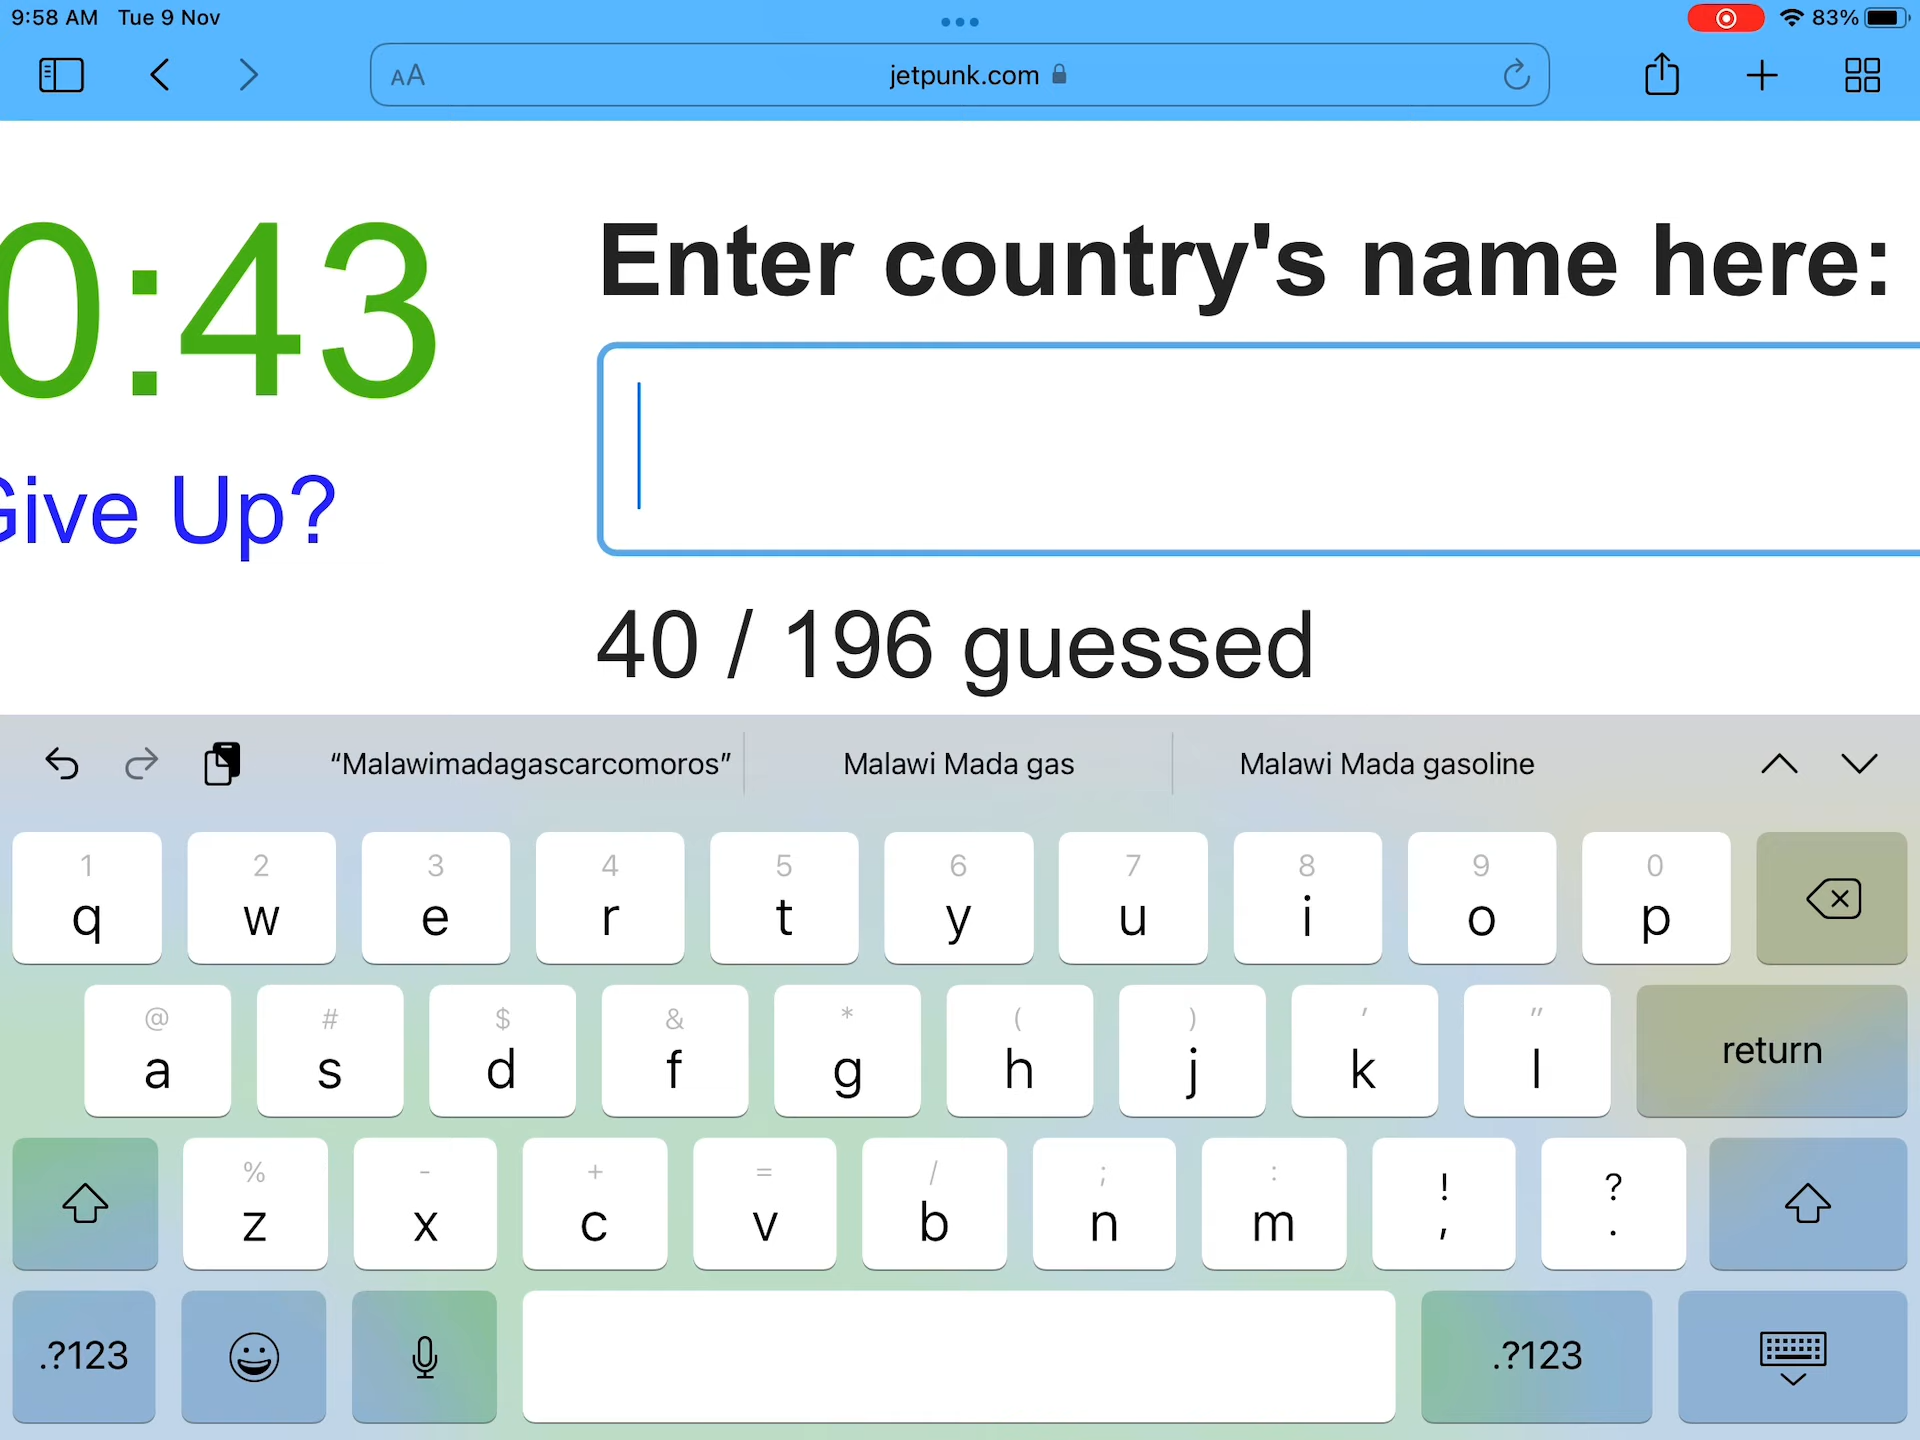 9:58 AM Tue 9 Nov
83%
AA
jetpunk.com
0:43
Enter country's name here:
Give Up?
40 / 196 guessed
“Malawimadagascarcomoros”
Malawi Mada gas
Malawi Mada gasoline
1 2 3 4 5 6 7 8 9 0
q w e r t y u i o p
@ # $ & * ( ) ' "
a s d f g h j k l return
% - + = / ; : ! ?
z x c v b n m , .
.?123 .?123